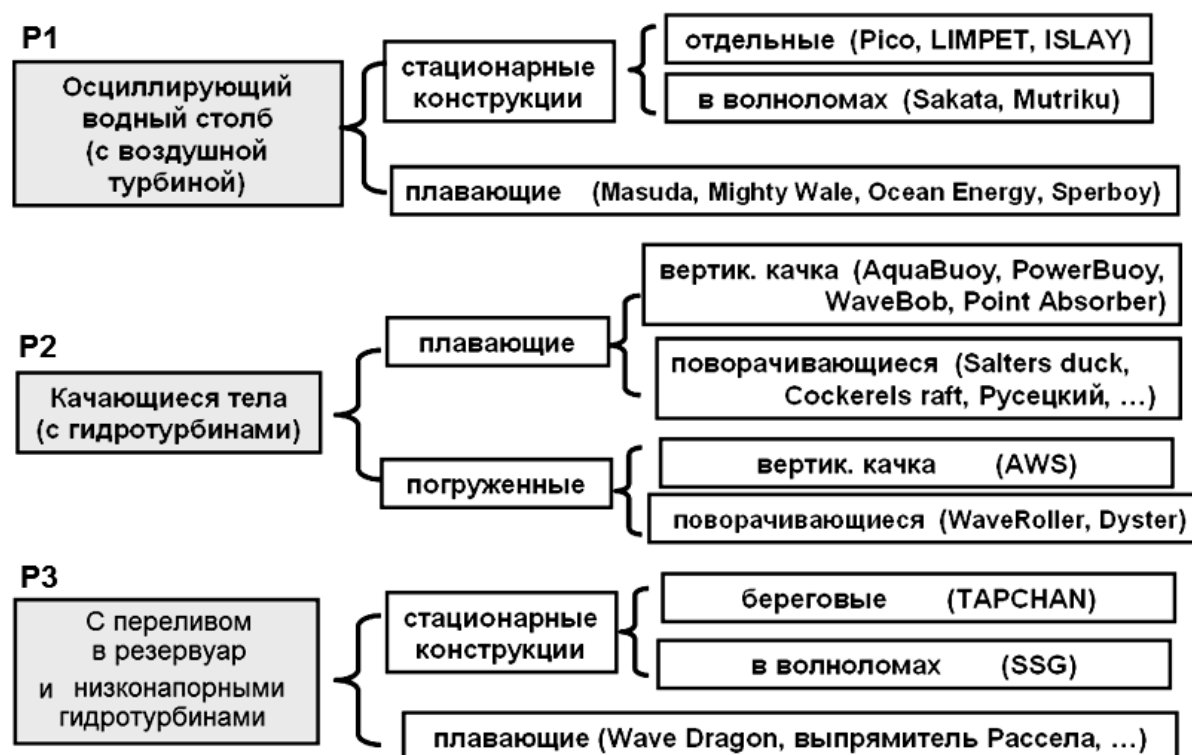 P1
Осциллирующий
водный столб
(с воздушной
турбиной)
стационарные
конструкции
отдельные (Pico, LIMPET, ISLAY)
в волноломах (Sakata, Mutriku)
плавающие (Masuda, Mighty Wale, Ocean Energy, Sperboy)
P2
Качающиеся тела
(с гидротурбинами)
плавающие
вертик. качка (AquaBuoy, PowerBuoy,
WaveBob, Point Absorber)
поворачивающиеся (Salters duck,
Cockerels raft, Русецкий, ...)
погруженные
вертик. качка (AWS)
поворачивающиеся (WaveRoller, Dyster)
P3
С переливом
в резервуар
и низконапорными
гидротурбинами
стационарные
конструкции
береговые (TAPCHAN)
в волноломах (SSG)
плавающие (Wave Dragon, выпрямитель Рассела, ...)